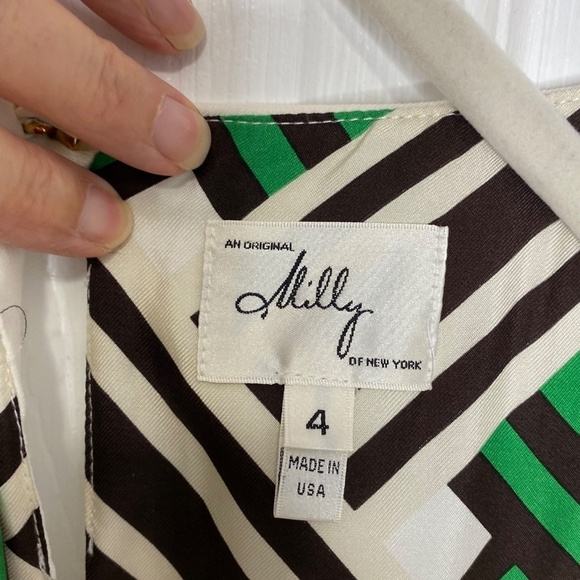 AN ORIGINAL
Milly
OF NEW YORK
4
MADE IN
USA